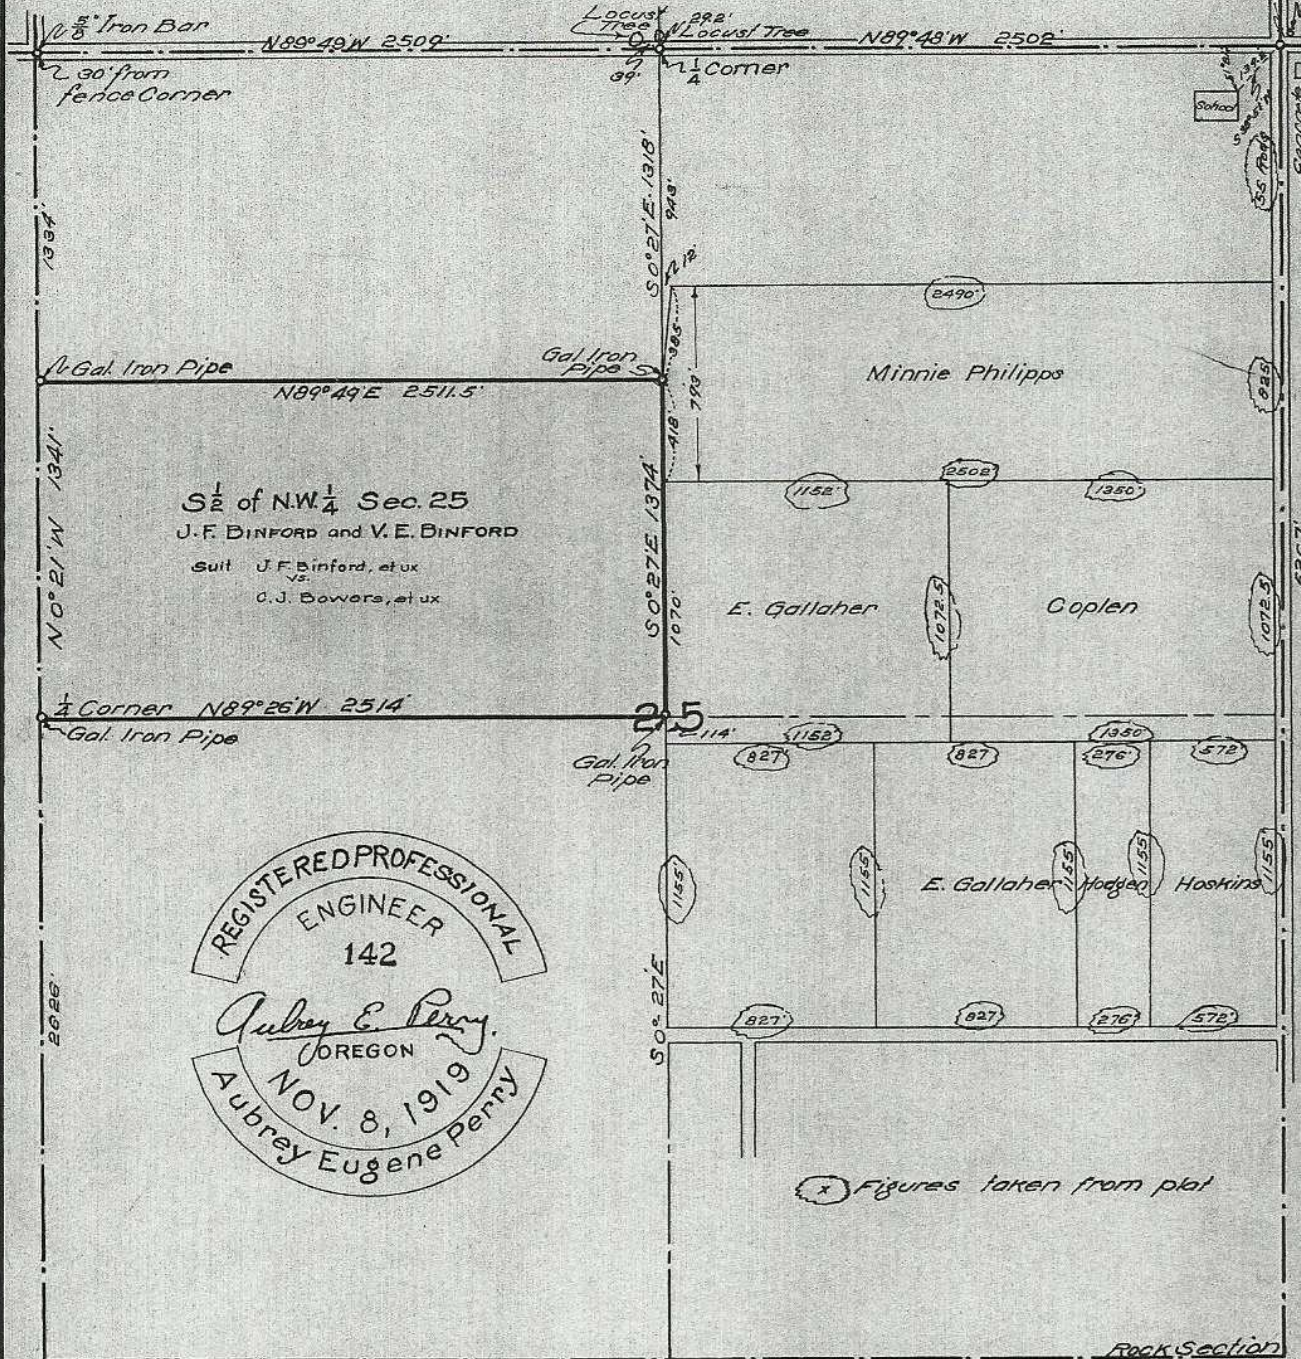 5/8" Iron Bar
N89°49'W 2509'
Locust Tree
29.2'
Locust Tree
N89°48'W 2502'
30' from
fence Corner
39'
1/4 Corner
School
55 Rods
1334'
S0°27'E 1318'
943'
12'
2490'
385
793'
418'
Minnie Philipps
825
Gal. Iron Pipe
Gal Iron
Pipe
N89°49'E 2511.5'
1152'
2502'
1350'
N0°21'W 1341'
S 1/2 of N.W. 1/4 Sec. 25
J.F. BINFORD and V.E. BINFORD
Suit J.F. Binford, et ux
vs.
C.J. Bowers, et ux
S0°27'E 1374'
1070'
E. Gallaher
1072.5
Coplen
1072.5
5267'
1/4 Corner N89°26'W 2514'
Gal. Iron Pipe
25
114'
1152'
1350'
Gal. Iron
Pipe
827'
827
276'
572'
1155'
1155'
E. Gallaher
1155'
Hodgen
1155'
Hoskins
1155'
REGISTERED PROFESSIONAL
ENGINEER
142
Aubrey E. Perry
OREGON
NOV. 8, 1919
Aubrey Eugene Perry
2626'
S0°27'E
827'
827
276'
572'
x Figures taken from plat
Rock Section